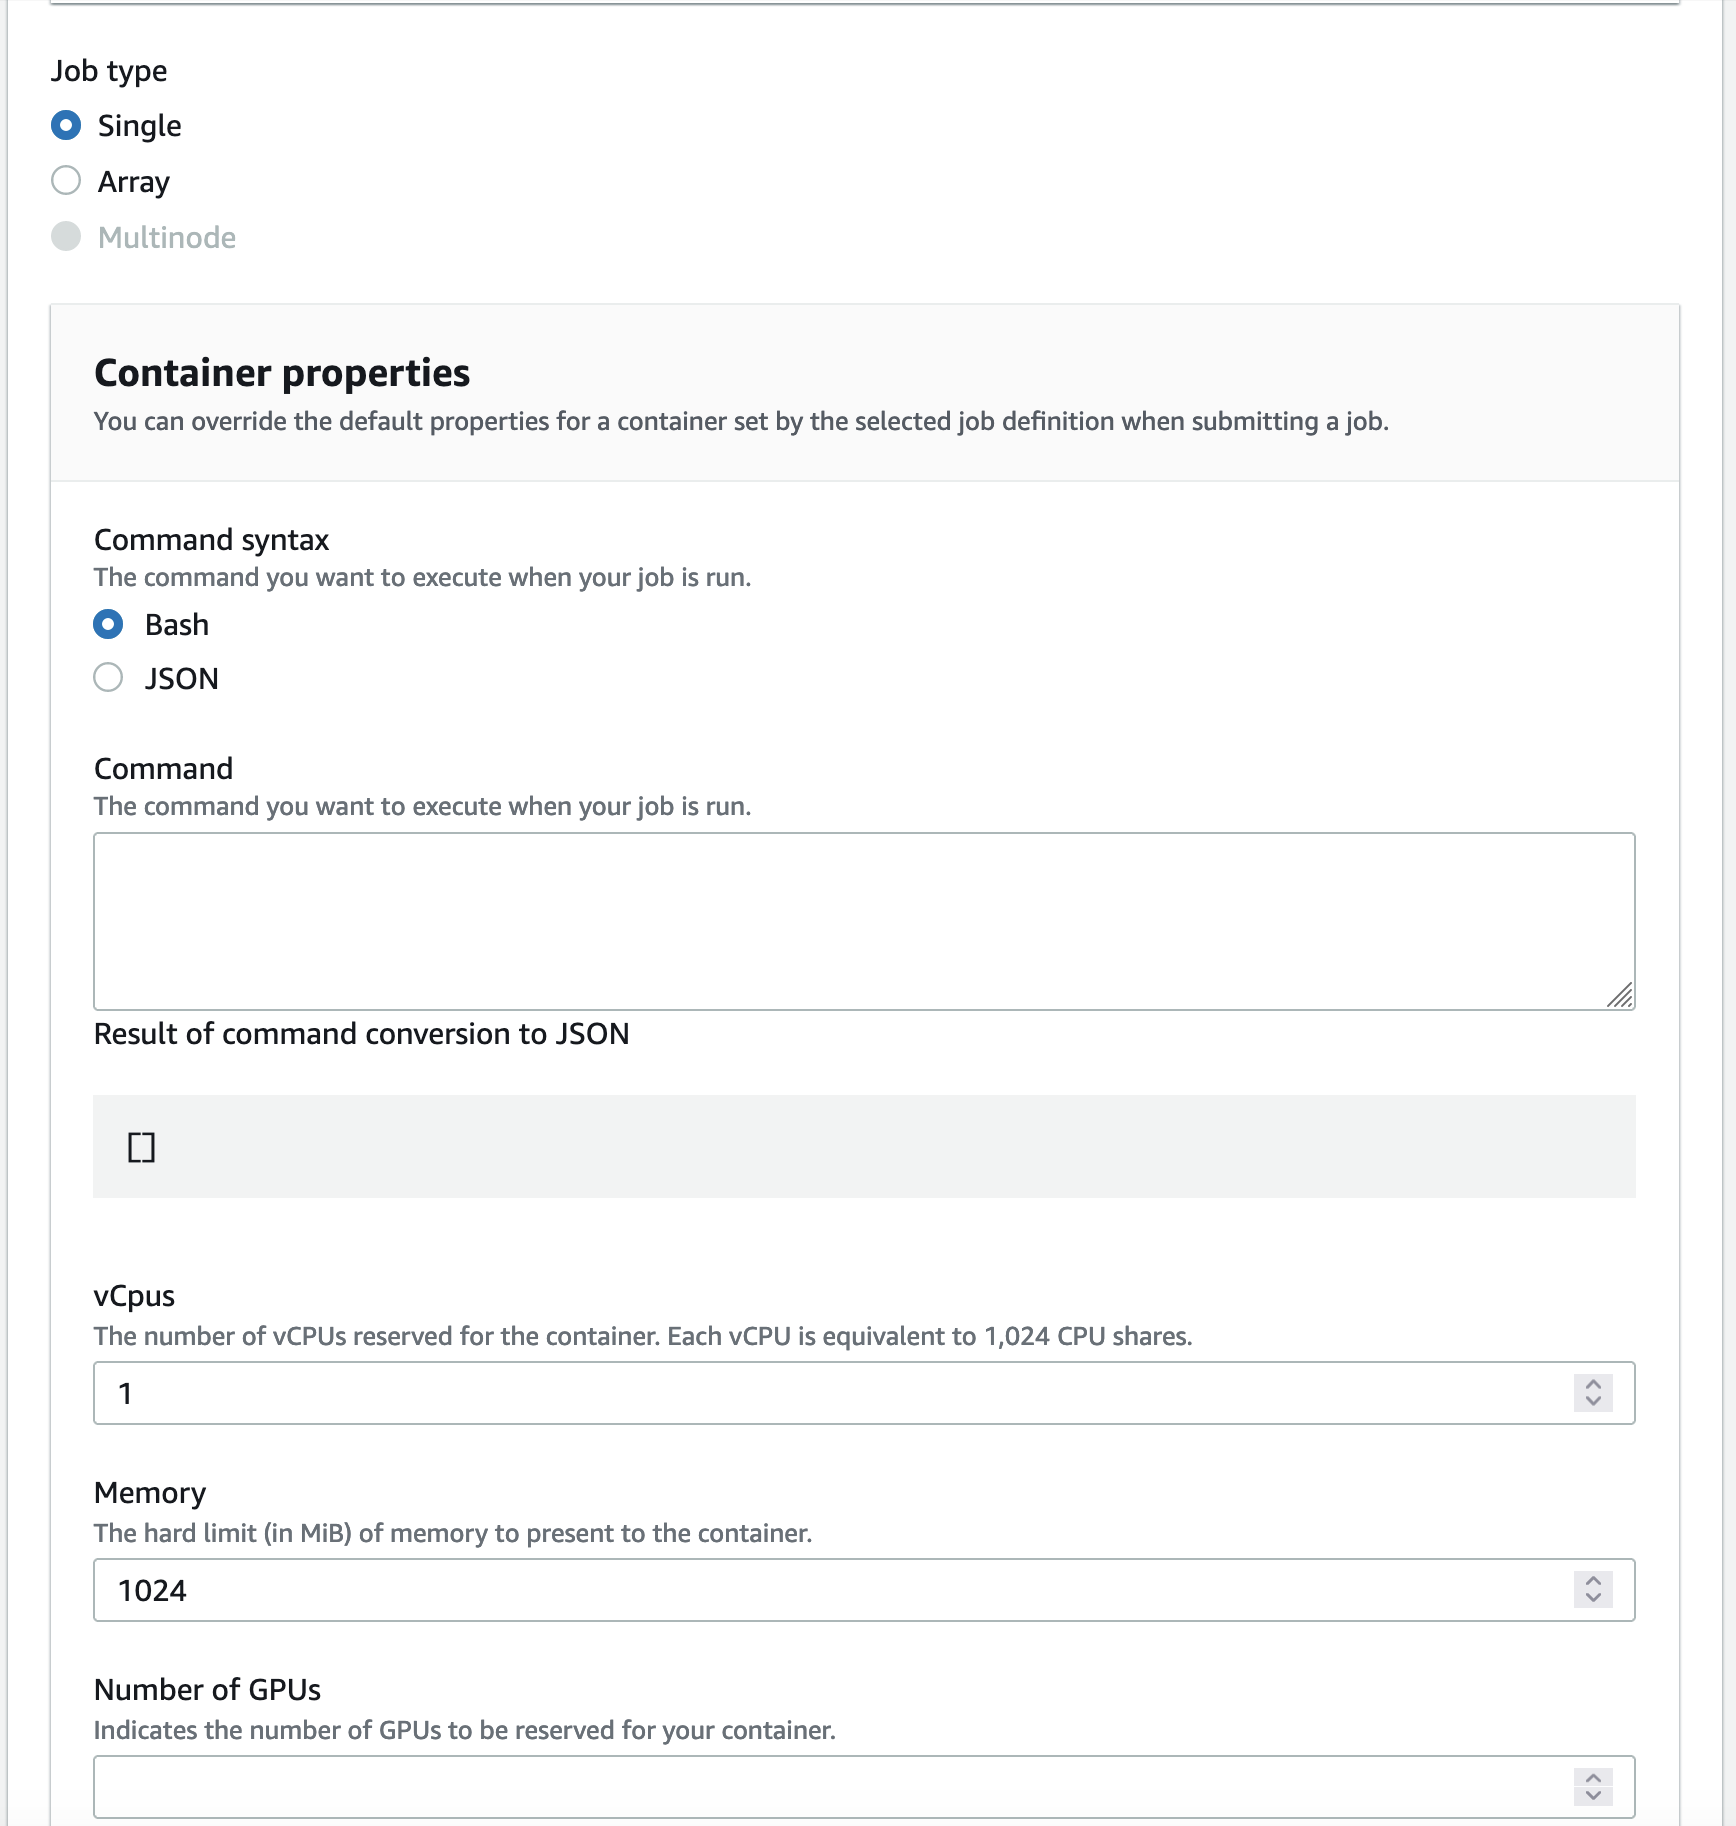 Job type
Single
Array
Multinode
Container properties
You can override the default properties for a container set by the selected job definition when submitting a job.
Command syntax
The command you want to execute when your job is run.
Bash
JSON
Command
The command you want to execute when your job is run.
Result of command conversion to JSON
[]
vCpus
The number of vCPUs reserved for the container. Each vCPU is equivalent to 1,024 CPU shares.
1
Memory
The hard limit (in MiB) of memory to present to the container.
1024
Number of GPUs
Indicates the number of GPUs to be reserved for your container.